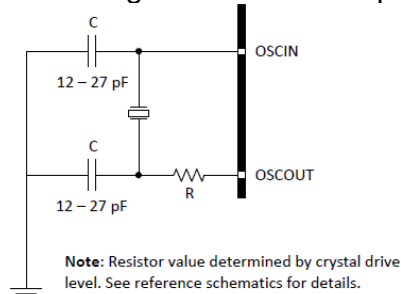 C
OSCIN
12 – 27 pF
C
OSCOUT
R
12 – 27 pF
Note: Resistor value determined by crystal drive
level. See reference schematics for details.